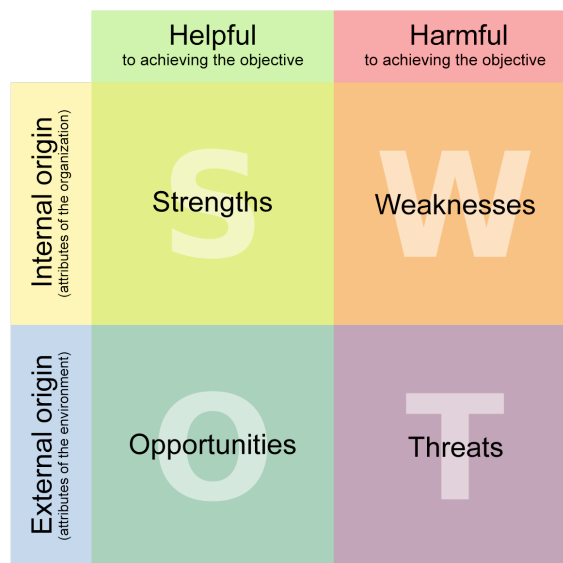 Helpful
to achieving the objective
Harmful
to achieving the objective
Internal origin
(attributes of the organization)
S
Strengths
W
Weaknesses
External origin
(attributes of the environment)
O
Opportunities
T
Threats